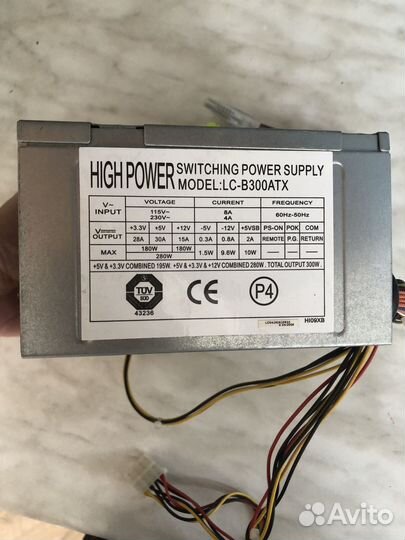 HIGH POWER SWITCHING POWER SUPPLY
MODEL:LC-B300ATX
V~ INPUT VOLTAGE CURRENT FREQUENCY
115V~ 8A 60Hz-50Hz
230V~ 4A
OUTPUT +3.3V +5V +12V -5V -12V +5VSB PS-ON POK COM
28A 30A 15A 0.3A 0.8A 2A REMOTE P.G. RETURN
MAX 180W 180W 1.5W 9.6W 10W
280W
+5V & +3.3V COMBINED 195W. +5V & +3.3V & +12V COMBINED 280W . TOTAL OUTPUT 300W .
TÜV
43236
CE
P4
HI09XB
Avito